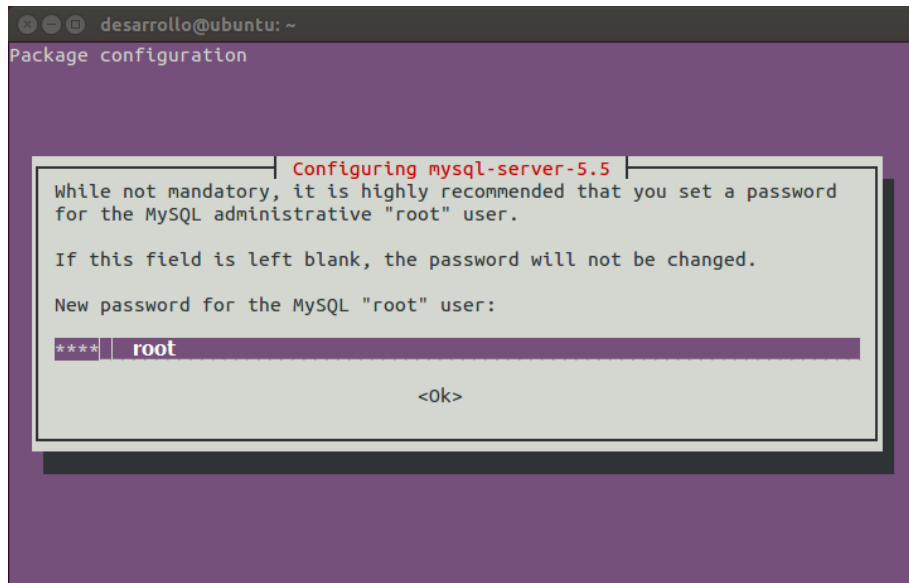 desarrollo@ubuntu: ~
Package configuration
Configuring mysql-server-5.5
While not mandatory, it is highly recommended that you set a password
for the MySQL administrative "root" user.
If this field is left blank, the password will not be changed.
New password for the MySQL "root" user:
**** root
<Ok>